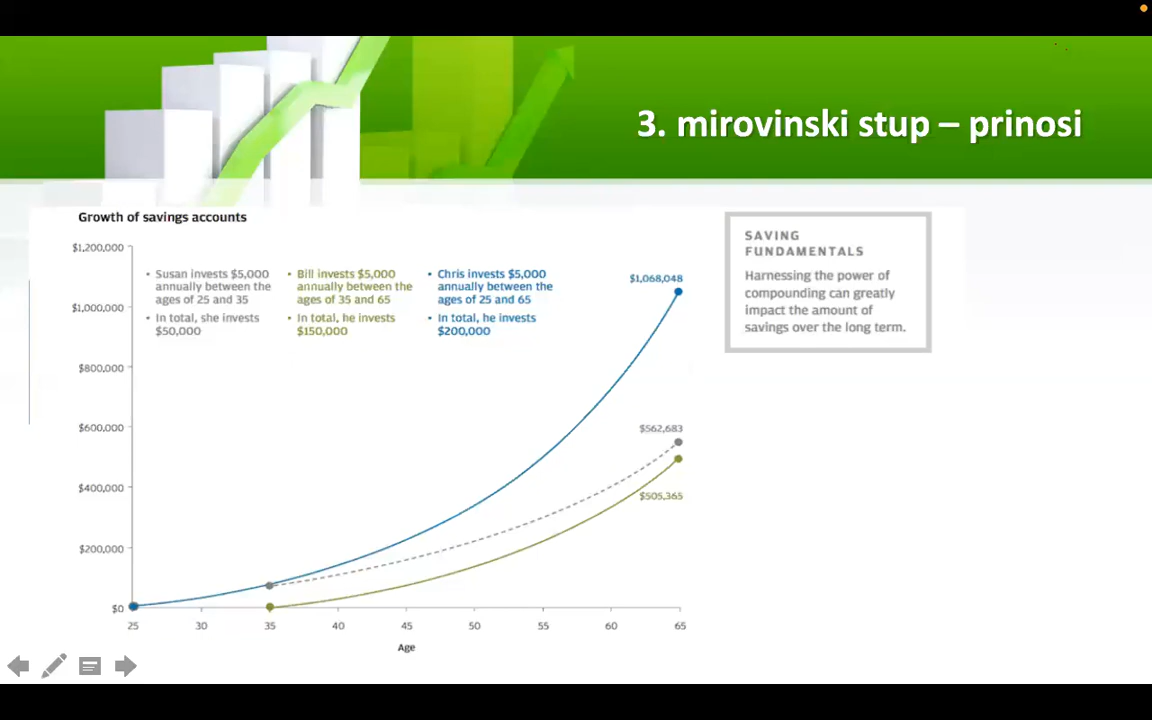 3. mirovinski stup – prinosi
Growth of savings accounts
$1,200,000
$1,000,000
$800,000
$600,000
$400,000
$200,000
$0
• Susan invests $5,000
annually between the
ages of 25 and 35
• In total, she invests
$50,000
• Bill invests $5,000
annually between the
ages of 35 and 65
• In total, he invests
$150,000
• Chris invests $5,000
annually between the
ages of 25 and 65
• In total, he invests
$200,000
$1,068,048
$562,683
$505,365
25 30 35 40 45 50 55 60 65
Age
SAVING
FUNDAMENTALS
Harnessing the power of
compounding can greatly
impact the amount of
savings over the long term.